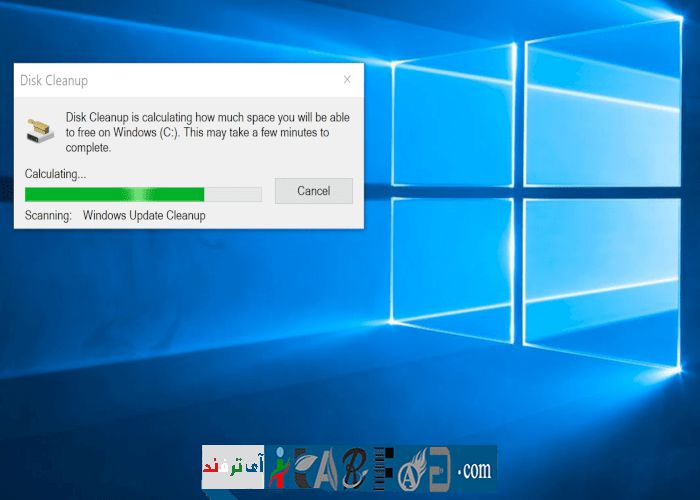 Disk Cleanup
Disk Cleanup is calculating how much space you will be able
to free on Windows (C:). This may take a few minutes to
complete.
Calculating...
Cancel
Scanning: Windows Update Cleanup
آی ترفند
.com